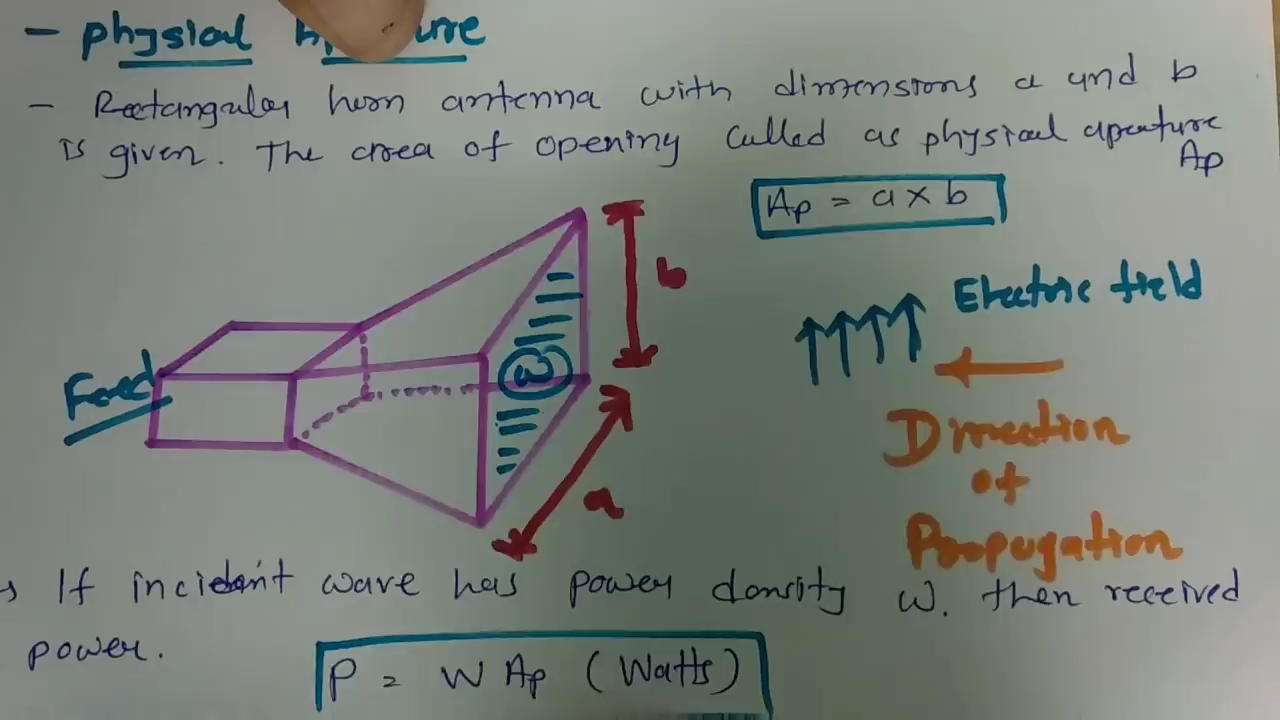 - Physical
- Rectangular horn antenna with dimensions a and b
is given. The area of opening called as physical aperture
Ap
Ap = a x b
b
Electric field
Feed
W
Direction
of
Propagation
a
→ If incident wave has power density W. then received
power.
P = W Ap (Watts)